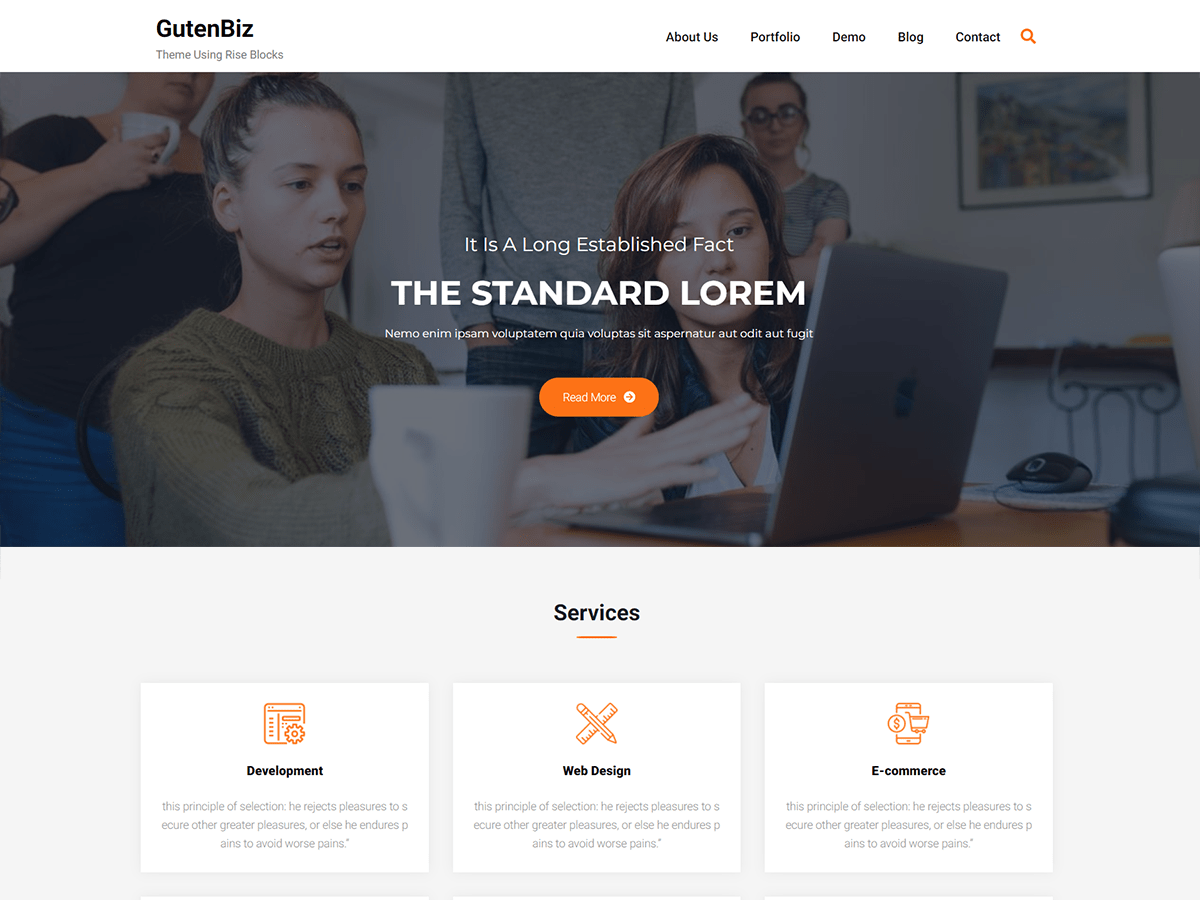 GutenBiz
Theme Using Rise Blocks
About Us Portfolio Demo Blog Contact
It Is A Long Established Fact
THE STANDARD LOREM
Nemo enim ipsam voluptatem quia voluptas sit aspernatur aut odit aut fugit
Read More
Services
Development
this principle of selection: he rejects pleasures to s
ecure other greater pleasures, or else he endures p
ains to avoid worse pains.”
Web Design
this principle of selection: he rejects pleasures to s
ecure other greater pleasures, or else he endures p
ains to avoid worse pains.”
E-commerce
this principle of selection: he rejects pleasures to s
ecure other greater pleasures, or else he endures p
ains to avoid worse pains.”